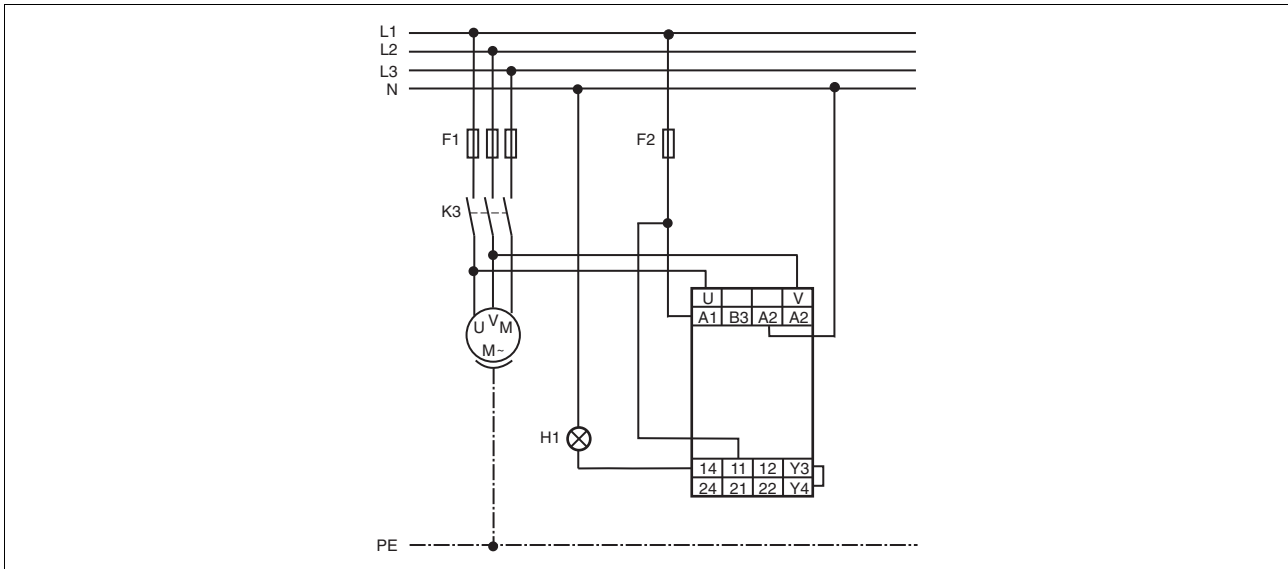 L1
L2
L3
N
F1
F2
K3
U V
A1 B3 A2 A2
U V M
M~
H1
14 11 12 Y3
24 21 22 Y4
PE